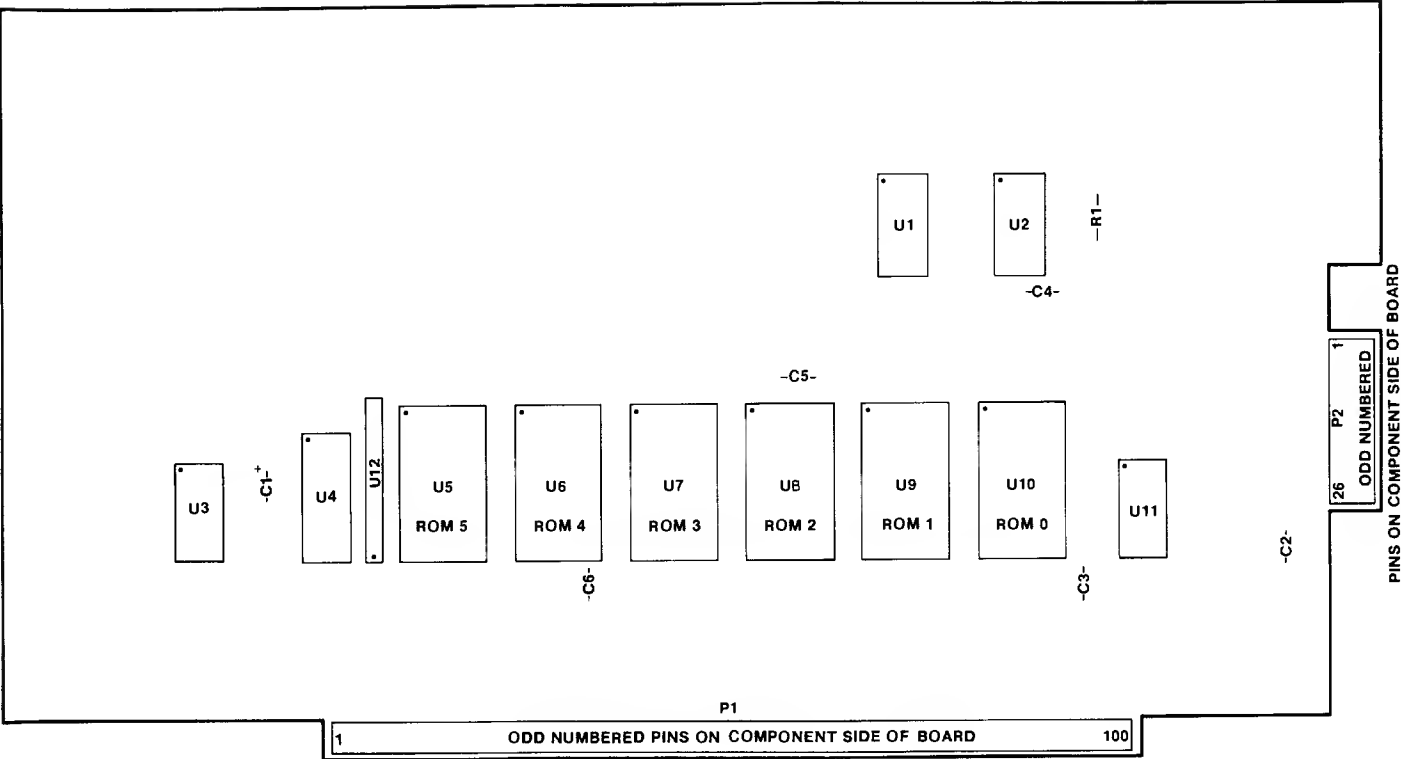 U1
U2
–R1–
-C4-
-C5-
U3
-C1-+
U4
U12
U5
ROM 5
U6
ROM 4
U7
ROM 3
U8
ROM 2
U9
ROM 1
U10
ROM 0
U11
-C6-
-C3-
-C2-
26 P2 1
ODD NUMBERED
PINS ON COMPONENT SIDE OF BOARD
P1
1 ODD NUMBERED PINS ON COMPONENT SIDE OF BOARD 100